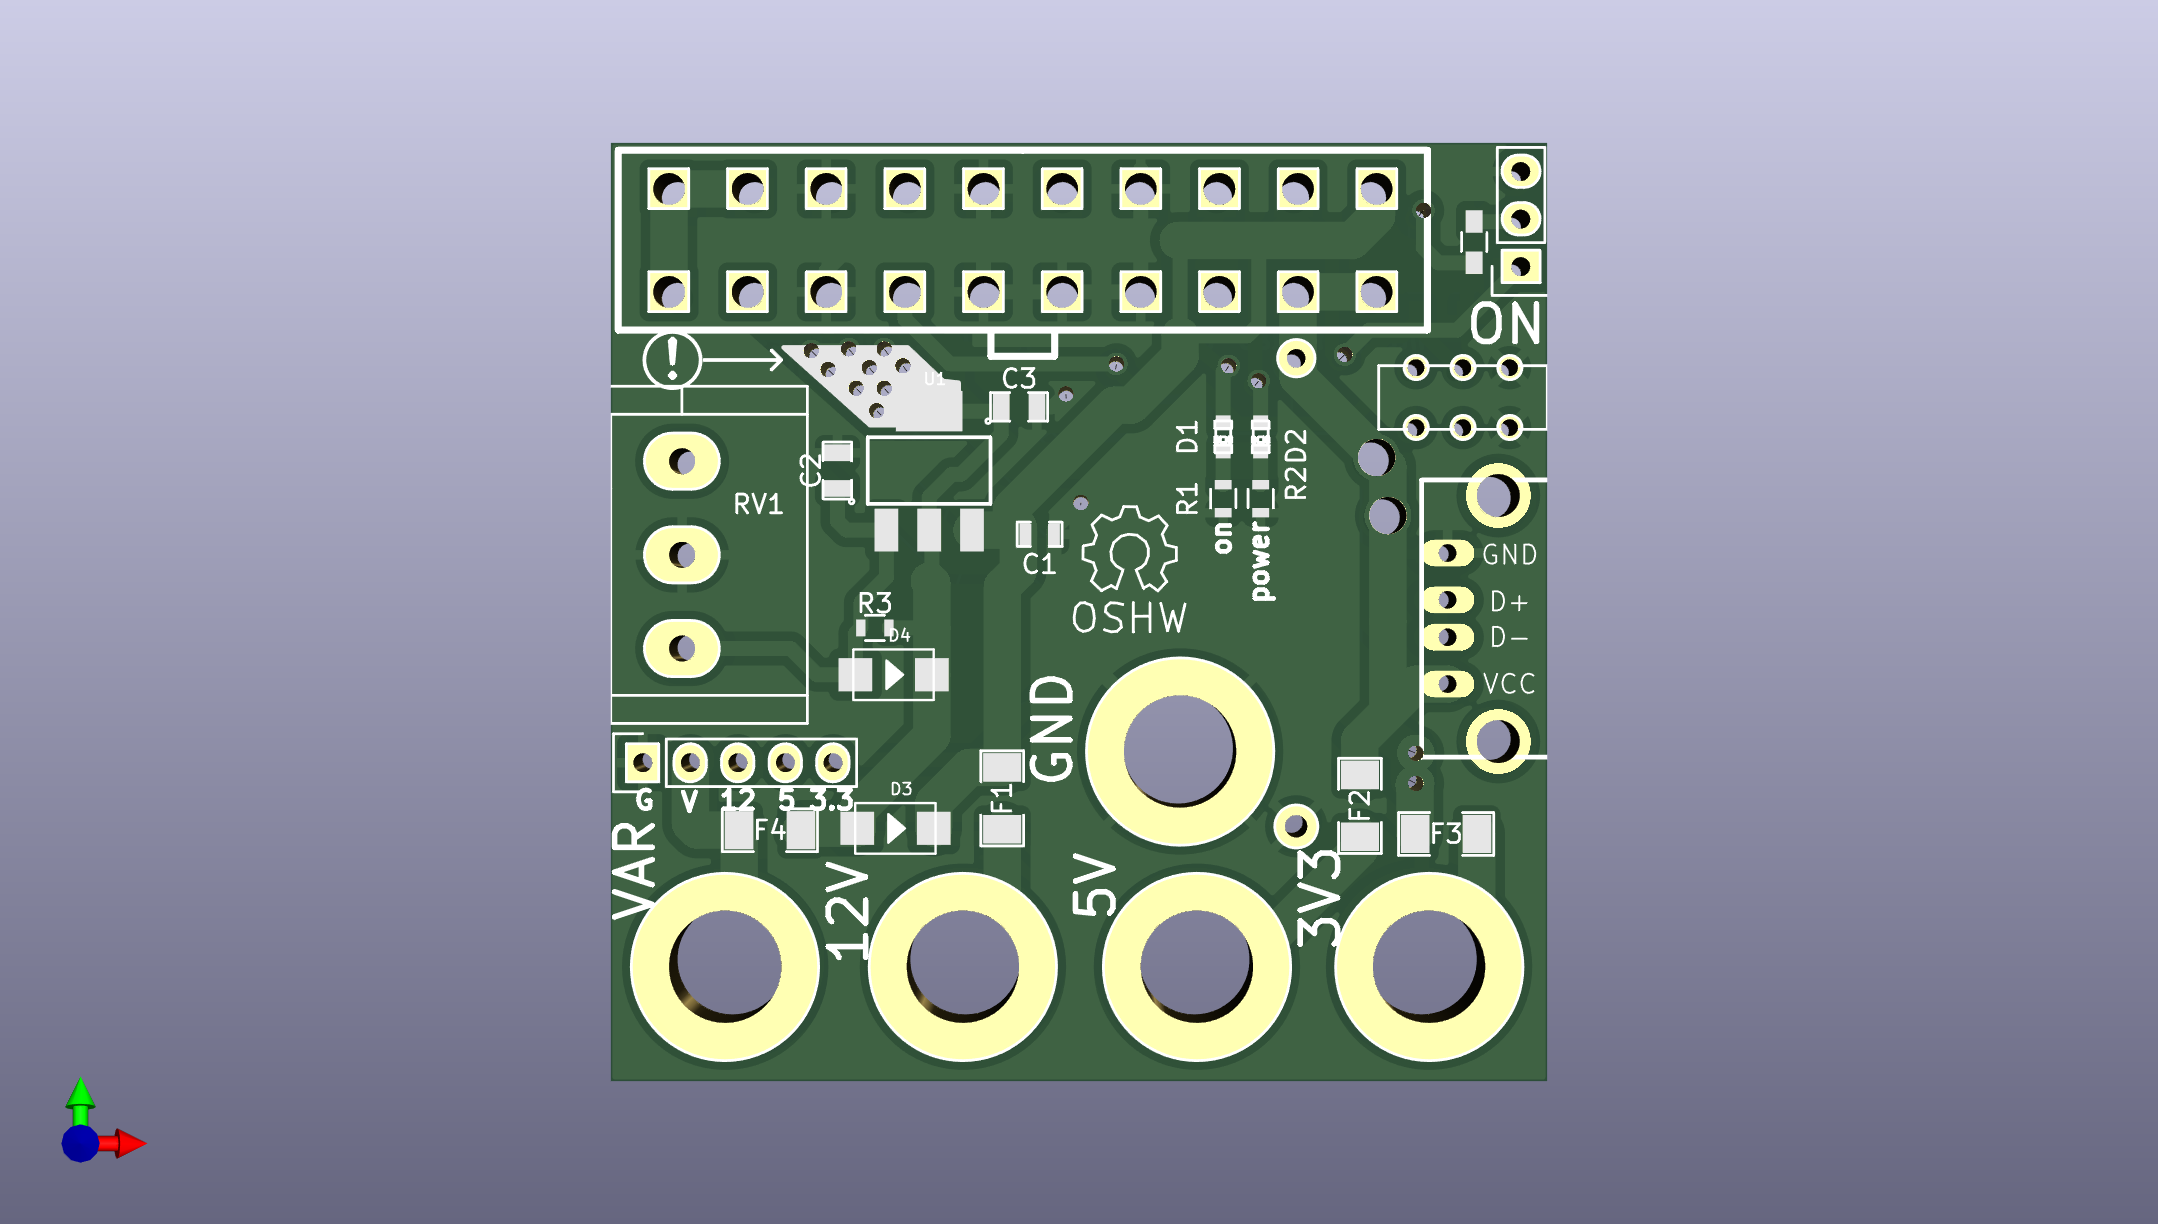 ON
!
U1
C3
D1
D2
C2
RV1
R1
R2
on
power
GND
D+
D-
VCC
C1
OSHW
R3
D4
GND
G V 12 5 3.3
D3
F1
F2
F4
F3
VAR
12V
5V
3V3